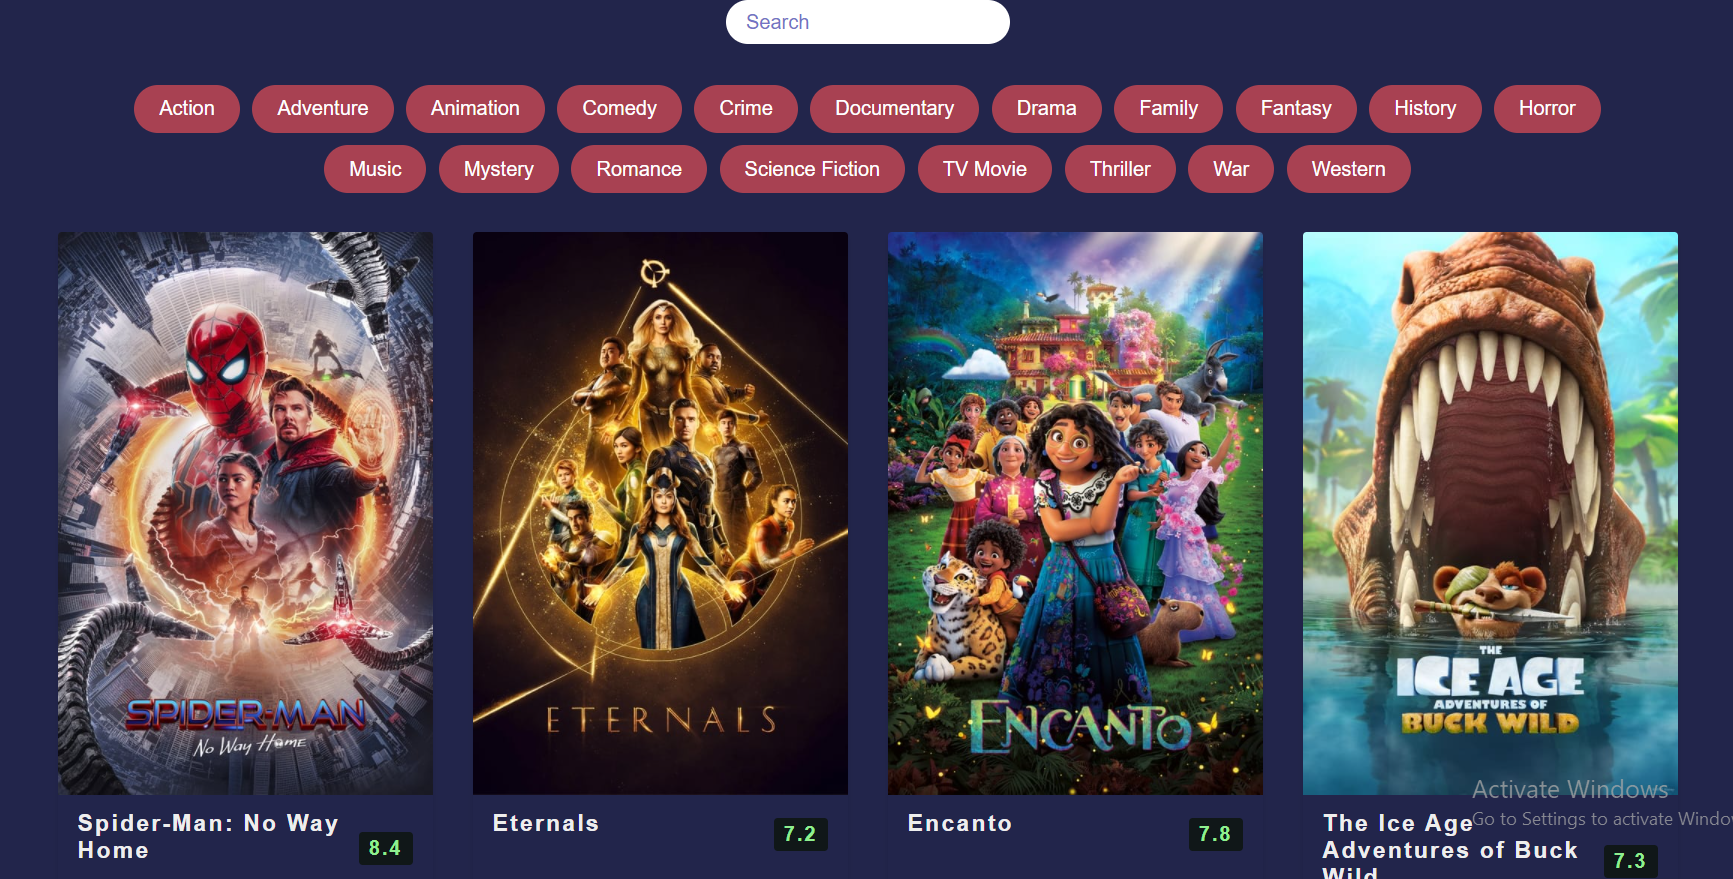 Search
Action Adventure Animation Comedy Crime Documentary Drama Family Fantasy History Horror
Music Mystery Romance Science Fiction TV Movie Thriller War Western
SPIDER-MAN
NO WAY HOME
ETERNALS
ENCANTO
THE
ICE AGE
ADVENTURES OF
BUCK WILD
Spider-Man: No Way
Home
8.4
Eternals
7.2
Encanto
7.8
The Ice Age
Adventures of Buck
Wild
7.3
Activate Windows
Go to Settings to activate Windo